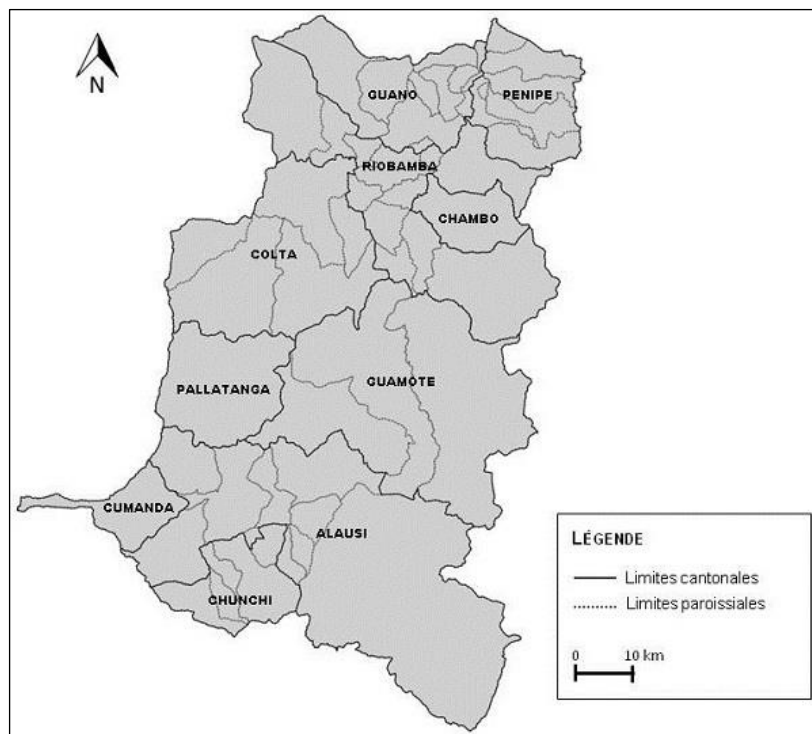 N
GUANO
PENIPE
RIOBAMBA
CHAMBO
COLTA
PALLATANGA
GUAMOTE
CUMANDA
ALAUSI
CHUNCHI
LÉGENDE
Limites cantonales
Limites paroissiales
0 10 km